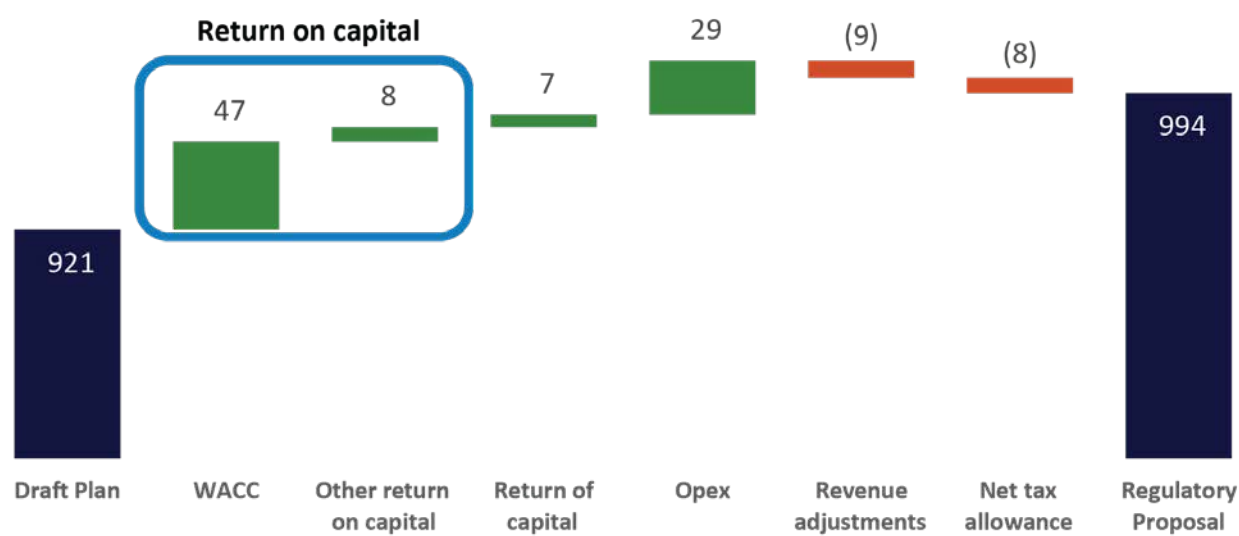 Return on capital
47
8
7
29
(9)
(8)
921
994
Draft Plan
WACC
Other return
on capital
Return of
capital
Opex
Revenue
adjustments
Net tax
allowance
Regulatory
Proposal